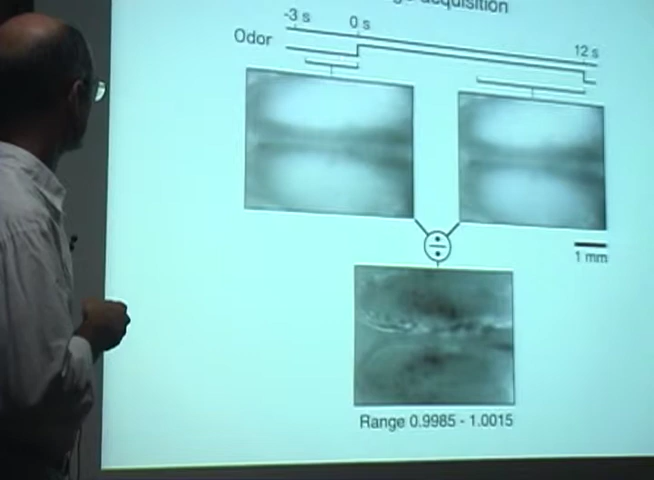 acquisition
-3 s
0 s
12 s
Odor
÷
1 mm
Range 0.9985 - 1.0015